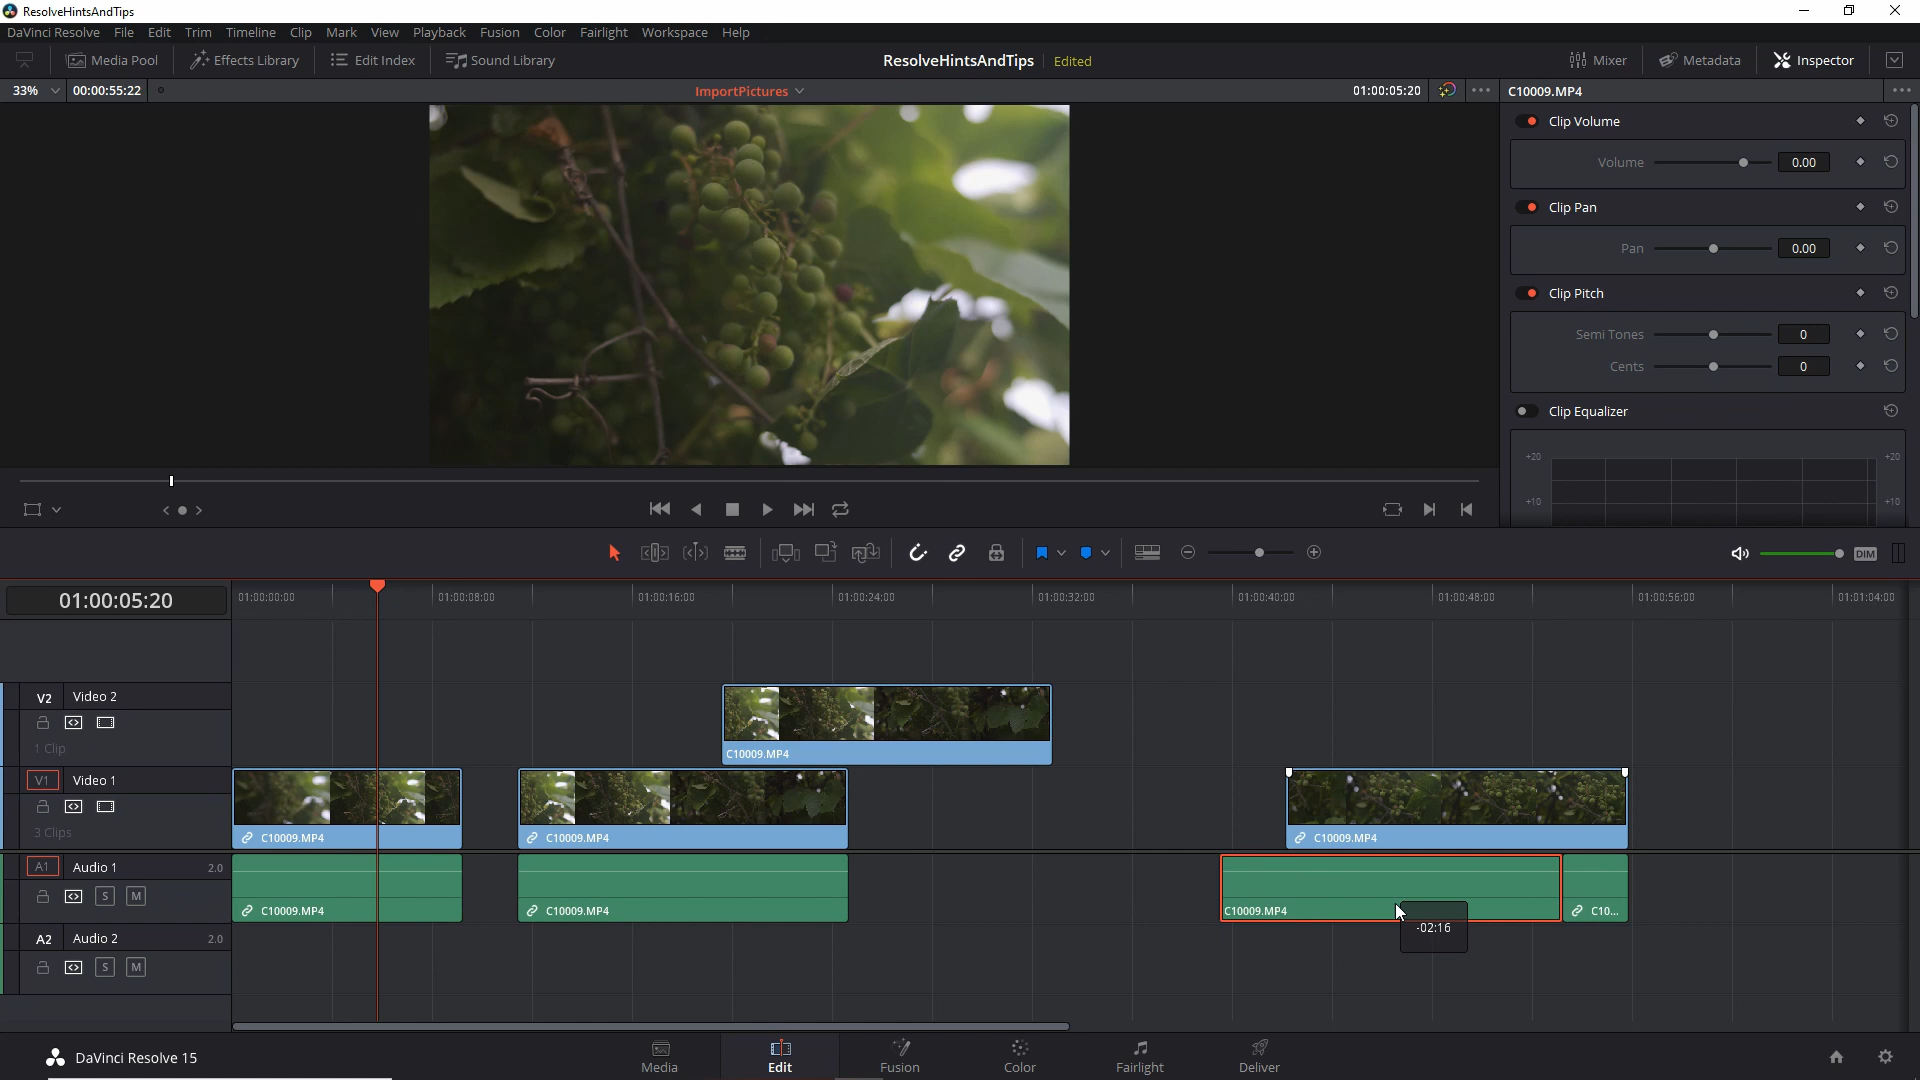 ResolveHintsAndTips
DaVinci Resolve File Edit Trim Timeline Clip Mark View Playback Fusion Color Fairlight Workspace Help
Media Pool Effects Library Edit Index Sound Library ResolveHintsAndTips Edited Mixer Metadata Inspector
33% 00:00:55:22 ImportPictures 01:00:05:20 C10009.MP4
Clip Volume
Volume 0.00
Clip Pan
Pan 0.00
Clip Pitch
Semi Tones 0
Cents 0
Clip Equalizer
+20 +20
+10 +10
DIM
01:00:05:20 01:00:00:00 01:00:08:00 01:00:16:00 01:00:24:00 01:00:32:00 01:00:40:00 01:00:48:00 01:00:56:00 01:01:04:00
V2 Video 2
1 Clip
C10009.MP4
V1 Video 1
3 Clips
C10009.MP4 C10009.MP4 C10009.MP4
A1 Audio 1 2.0
S M
C10009.MP4 C10009.MP4 C10009.MP4 C10...
-02:16
A2 Audio 2 2.0
S M
DaVinci Resolve 15 Media Edit Fusion Color Fairlight Deliver